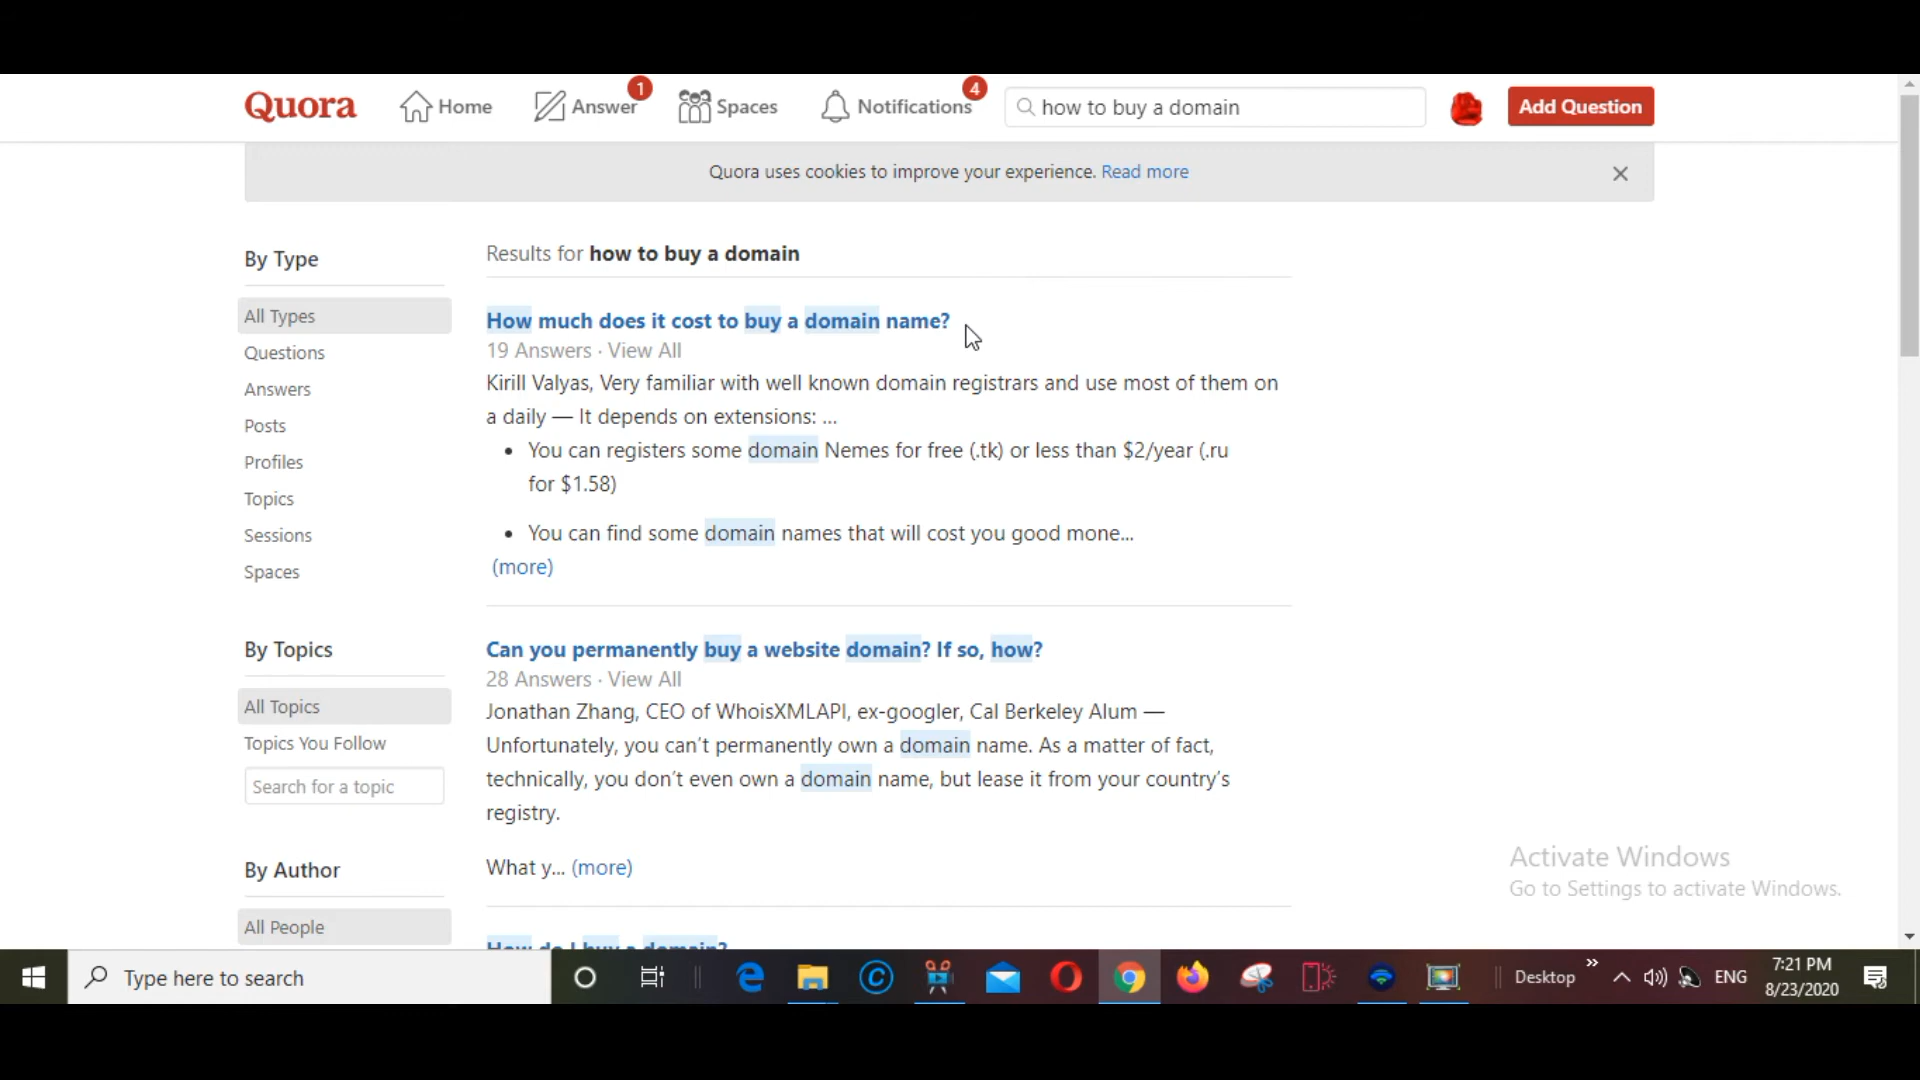 Quora Home Answer 1 Spaces Notifications 4 how to buy a domain Add Question
Quora uses cookies to improve your experience. Read more
By Type
All Types
Questions
Answers
Posts
Profiles
Topics
Sessions
Spaces
By Topics
All Topics
Topics You Follow
Search for a topic
By Author
All People
Results for how to buy a domain
How much does it cost to buy a domain name?
19 Answers · View All
Kirill Valyas, Very familiar with well known domain registrars and use most of them on
a daily — It depends on extensions: ...
• You can registers some domain Nemes for free (.tk) or less than $2/year (.ru
for $1.58)
• You can find some domain names that will cost you good mone...
(more)
Can you permanently buy a website domain? If so, how?
28 Answers · View All
Jonathan Zhang, CEO of WhoisXMLAPI, ex-googler, Cal Berkeley Alum —
Unfortunately, you can't permanently own a domain name. As a matter of fact,
technically, you don't even own a domain name, but lease it from your country's
registry.
What y... (more)
How do I buy a domain?
Activate Windows
Go to Settings to activate Windows.
Type here to search
Desktop
ENG
7:21 PM
8/23/2020